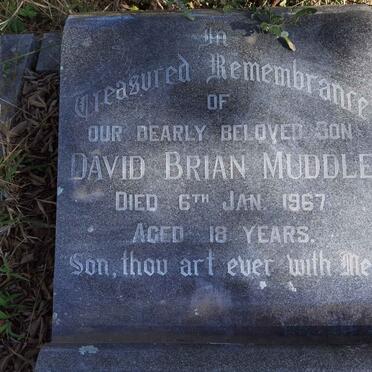 In
Treasured Remembrance
OF
OUR DEARLY BELOVED SON
DAVID BRIAN MUDDLE
DIED 6TH JAN. 1967
AGED 18 YEARS.
Son, thou art ever with Me